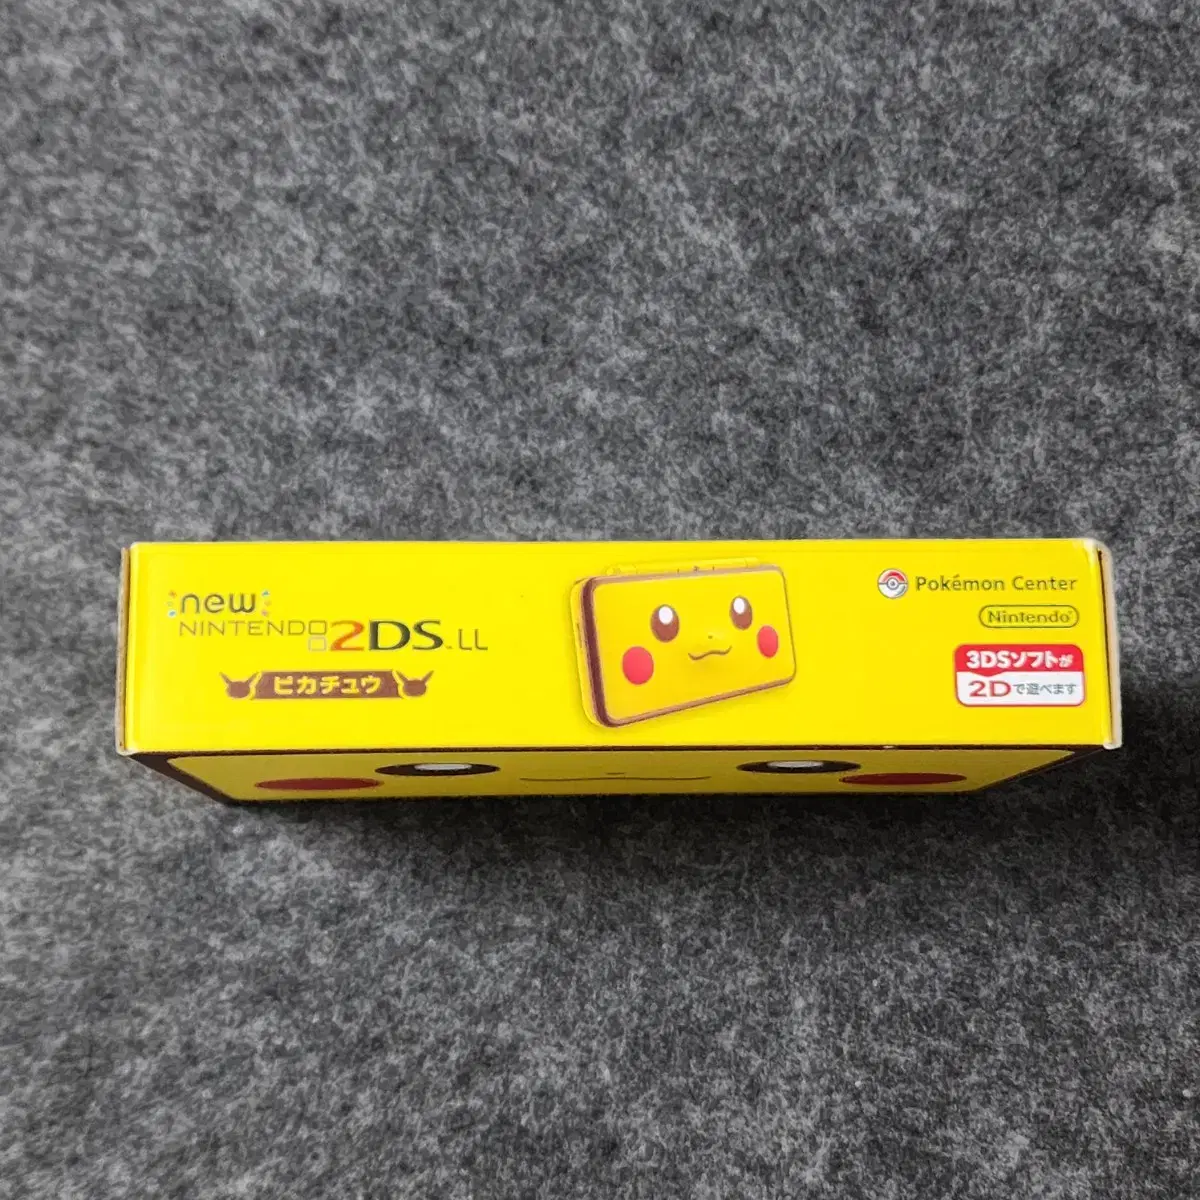 new
NINTENDO 2DS LL
ピカチュウ
Pokémon Center
Nintendo
3DSソフトが
2Dで遊べます